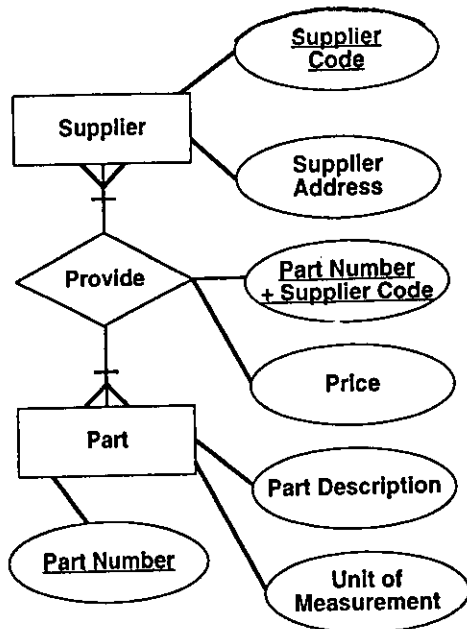 Supplier
Code
Supplier
Supplier
Address
Provide
Part Number
+ Supplier Code
Price
Part
Part Description
Part Number
Unit of
Measurement